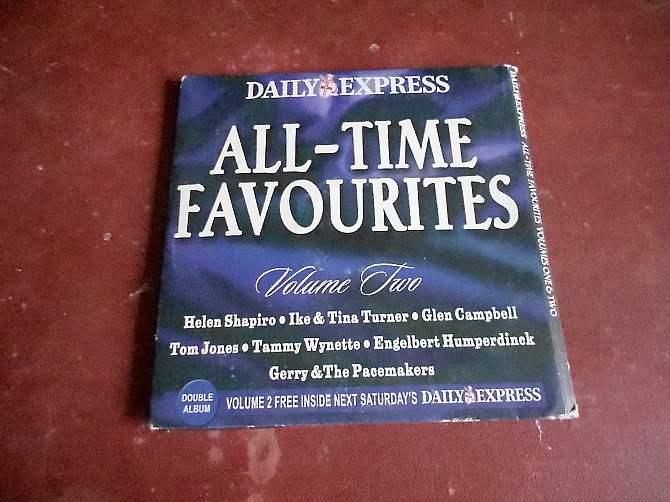 DAILY EXPRESS
ALL-TIME
FAVOURITES
Volume Two
Helen Shapiro • Ike & Tina Turner • Glen Campbell
Tom Jones • Tammy Wynette • Engelbert Humperdinck
Gerry & The Pacemakers
DOUBLE
ALBUM
VOLUME 2 FREE INSIDE NEXT SATURDAY'S DAILY EXPRESS
DAILY EXPRESS ALL-TIME FAVOURITES VOLUMES ONE & TWO